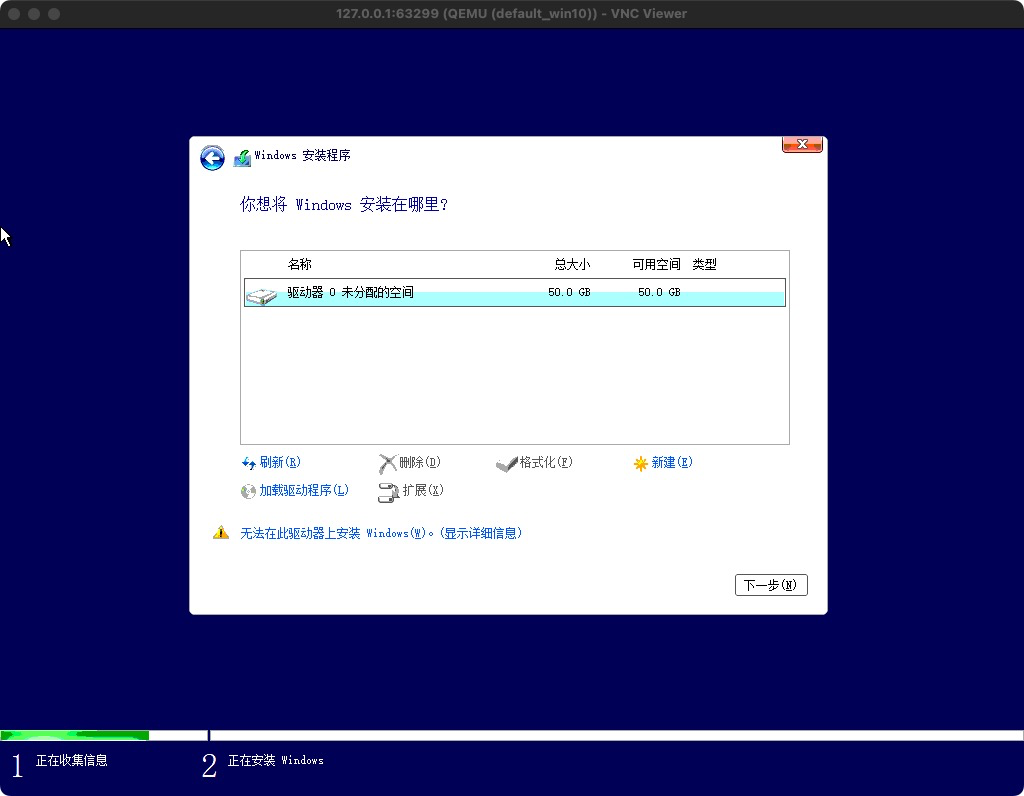 127.0.0.1:63299 (QEMU (default_win10)) - VNC Viewer
Windows 安装程序
你想将 Windows 安装在哪里?
名称 总大小 可用空间 类型
驱动器 0 未分配的空间 50.0 GB 50.0 GB
刷新(R) 删除(D) 格式化(F) 新建(E)
加载驱动程序(L) 扩展(X)
无法在此驱动器上安装 Windows(W)。(显示详细信息)
下一步(N)
1 正在收集信息 2 正在安装 Windows